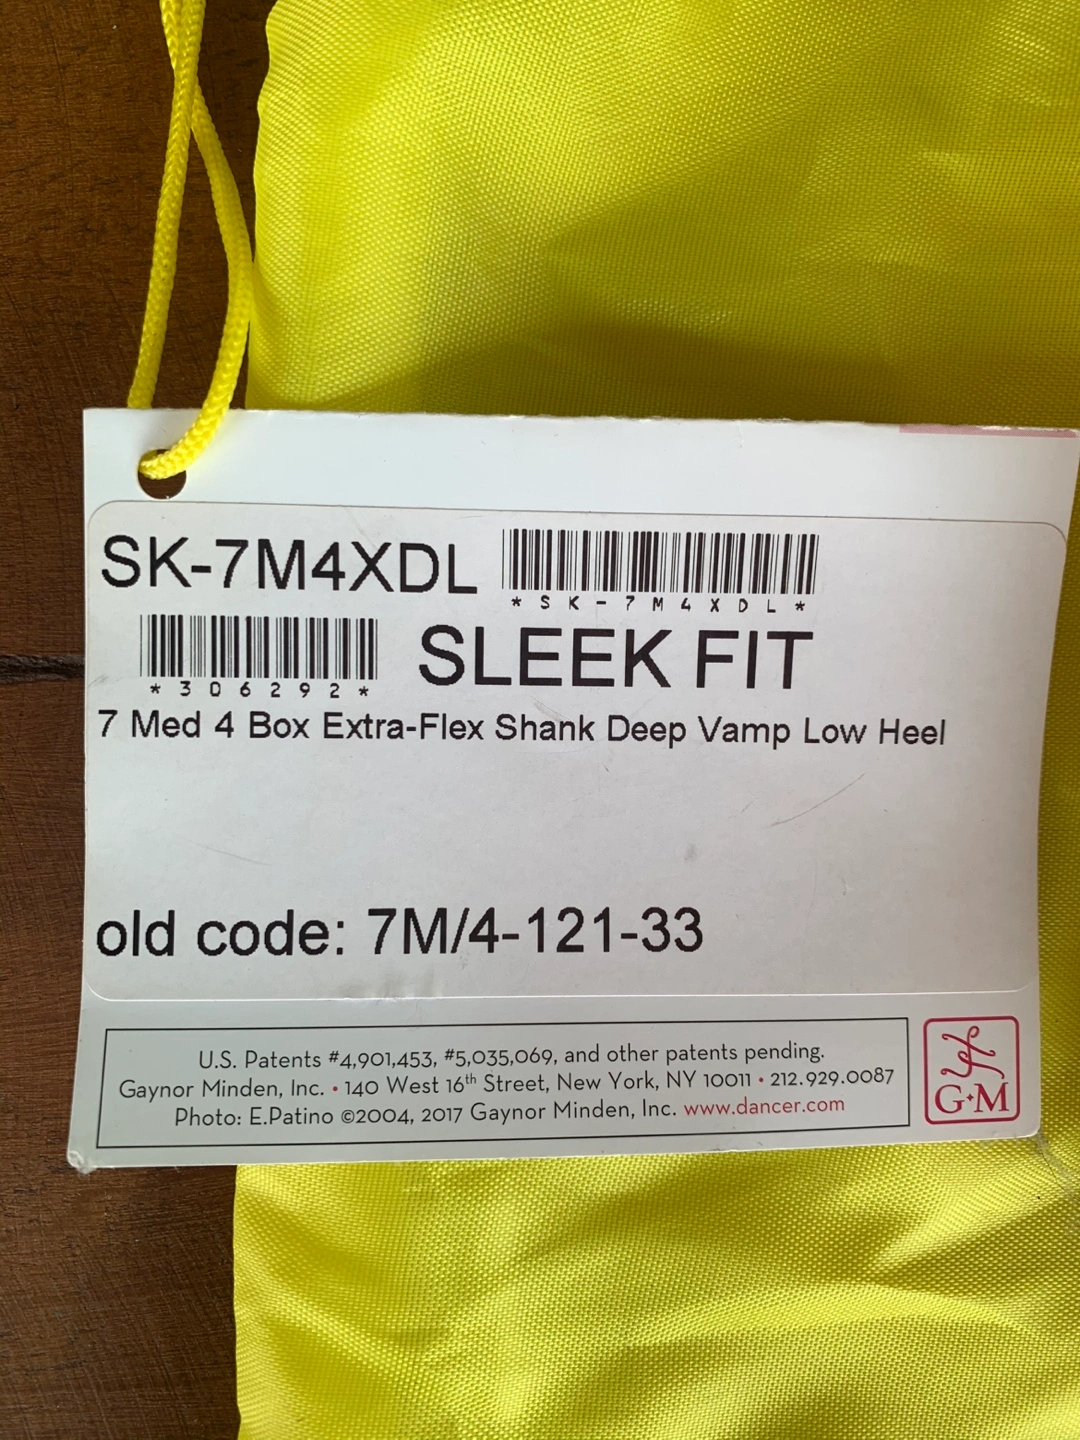 SK-7M4XDL
*SK-7M4XDL*
*306292*
SLEEK FIT
7 Med 4 Box Extra-Flex Shank Deep Vamp Low Heel
old code: 7M/4-121-33
U.S. Patents #4,901,453, #5,035,069, and other patents pending.
Gaynor Minden, Inc. • 140 West 16th Street, New York, NY 10011 • 212.929.0087
Photo: E.Patino ©2004, 2017 Gaynor Minden, Inc. www.dancer.com
G•M